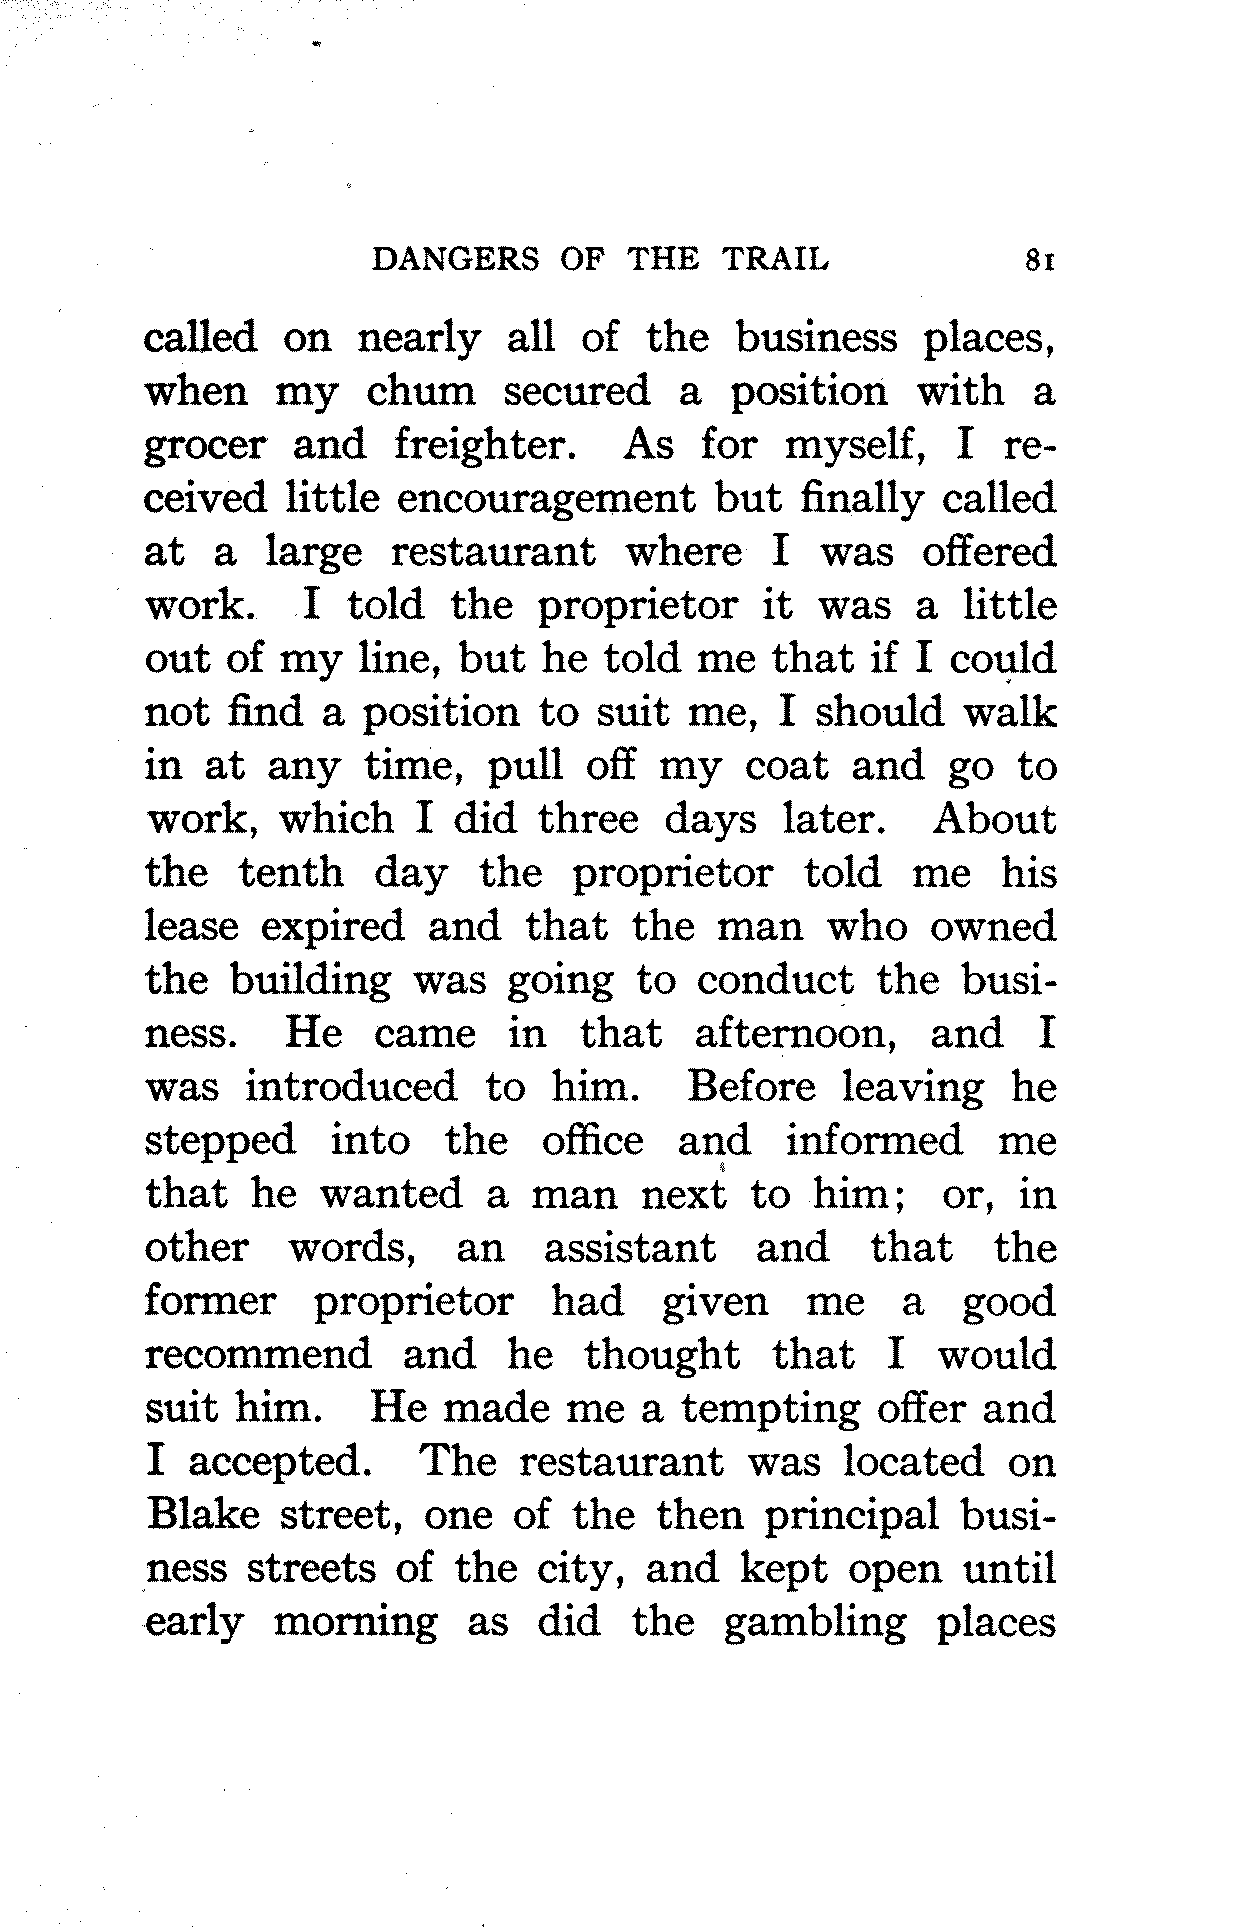 DANGERS OF THE TRAIL 81
called on nearly all of the business places,
when my chum secured a position with a
grocer and freighter. As for myself, I re-
ceived little encouragement but finally called
at a large restaurant where I was offered
work. I told the proprietor it was a little
out of my line, but he told me that if I could
not find a position to suit me, I should walk
in at any time, pull off my coat and go to
work, which I did three days later. About
the tenth day the proprietor told me his
lease expired and that the man who owned
the building was going to conduct the busi-
ness. He came in that afternoon, and I
was introduced to him. Before leaving he
stepped into the office and informed me
that he wanted a man next to him; or, in
other words, an assistant and that the
former proprietor had given me a good
recommend and he thought that I would
suit him. He made me a tempting offer and
I accepted. The restaurant was located on
Blake street, one of the then principal busi-
ness streets of the city, and kept open until
early morning as did the gambling places